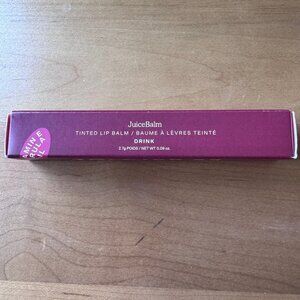 JuiceBalm
TINTED LIP BALM / BAUME À LÈVRES TEINTÉ
DRINK
2.7g POIDS / NET WT 0.09 oz.